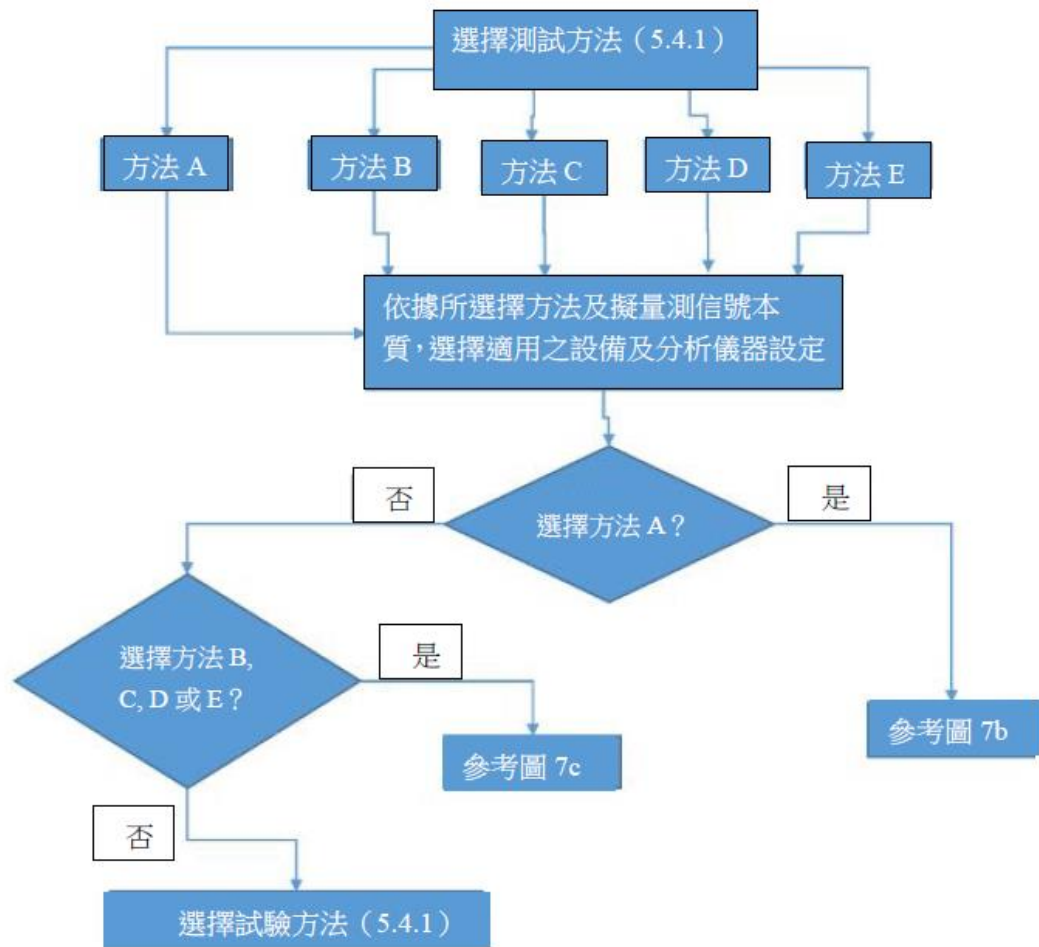 選擇測試方法（5.4.1）
方法 A
方法 B
方法 C
方法 D
方法 E
依據所選擇方法及擬量測信號本
質，選擇適用之設備及分析儀器設定
否
是
選擇方法 A？
選擇方法 B,
C, D 或 E？
是
參考圖 7b
參考圖 7c
否
選擇試驗方法（5.4.1）